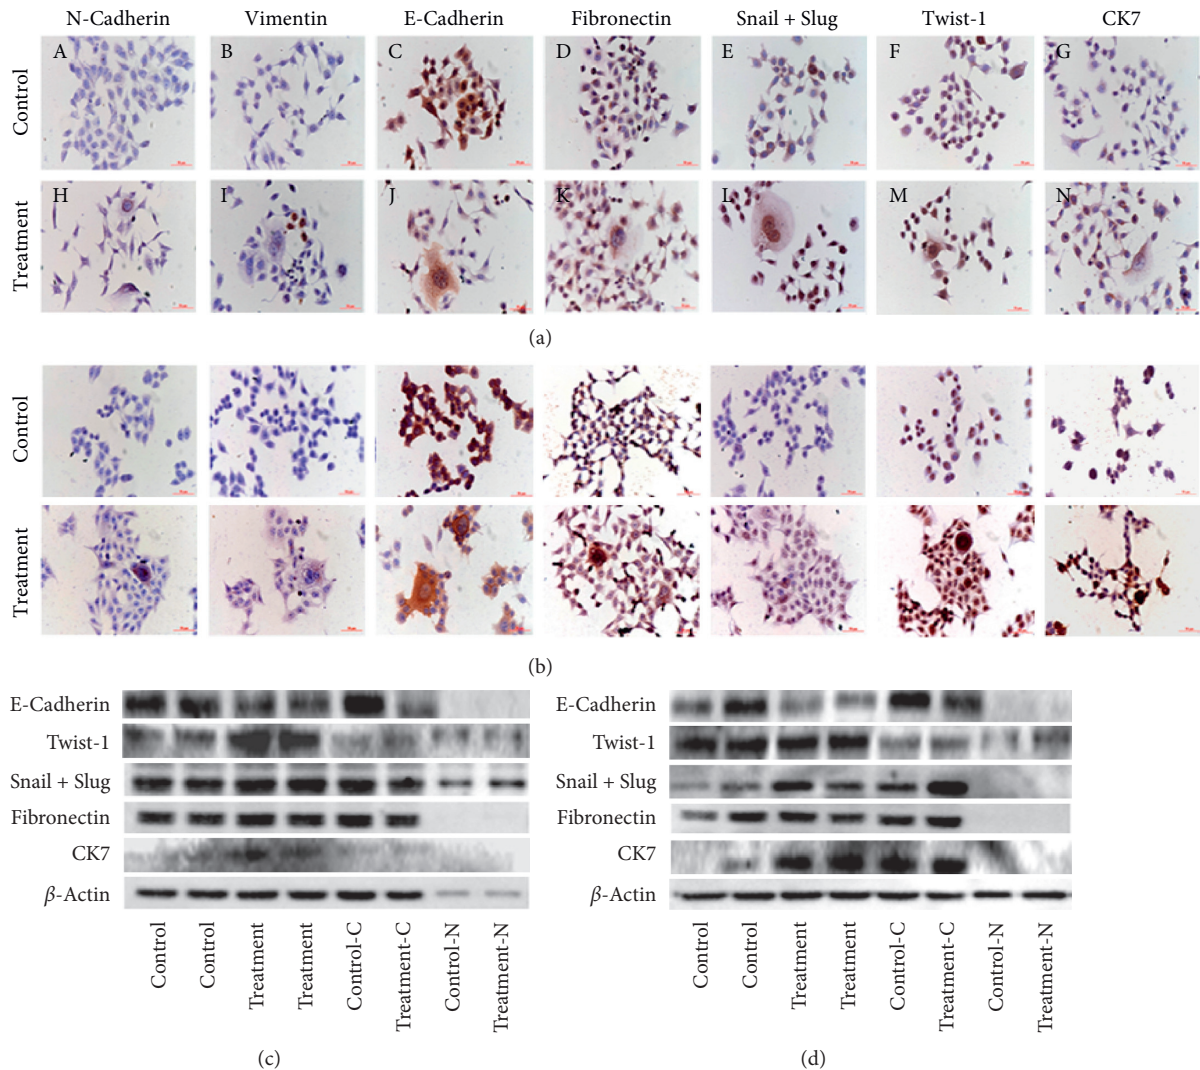 N-Cadherin Vimentin E-Cadherin Fibronectin Snail + Slug Twist-1 CK7
Control
A B C D E F G
Treatment
H I J K L M N
(a)
Control
Treatment
(b)
E-Cadherin
Twist-1
Snail + Slug
Fibronectin
CK7
β-Actin
Control Control Treatment Treatment Control-C Treatment-C Control-N Treatment-N
(c)
E-Cadherin
Twist-1
Snail + Slug
Fibronectin
CK7
β-Actin
Control Control Treatment Treatment Control-C Treatment-C Control-N Treatment-N
(d)